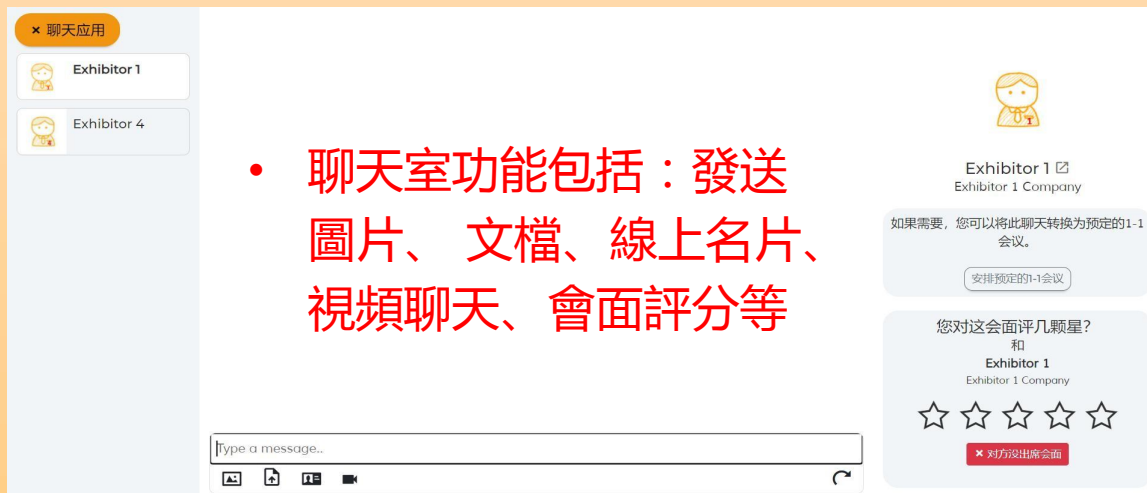 × 聊天应用
Exhibitor 1
Exhibitor 4
• 聊天室功能包括：發送
圖片、 文檔、線上名片、
視頻聊天、會面評分等
Type a message..
Exhibitor 1
Exhibitor 1 Company
如果需要，您可以将此聊天转换为预定的1-1
会议。
安排预定的1-1会议
您对这会面评几颗星?
和
Exhibitor 1
Exhibitor 1 Company
× 对方没出席会面